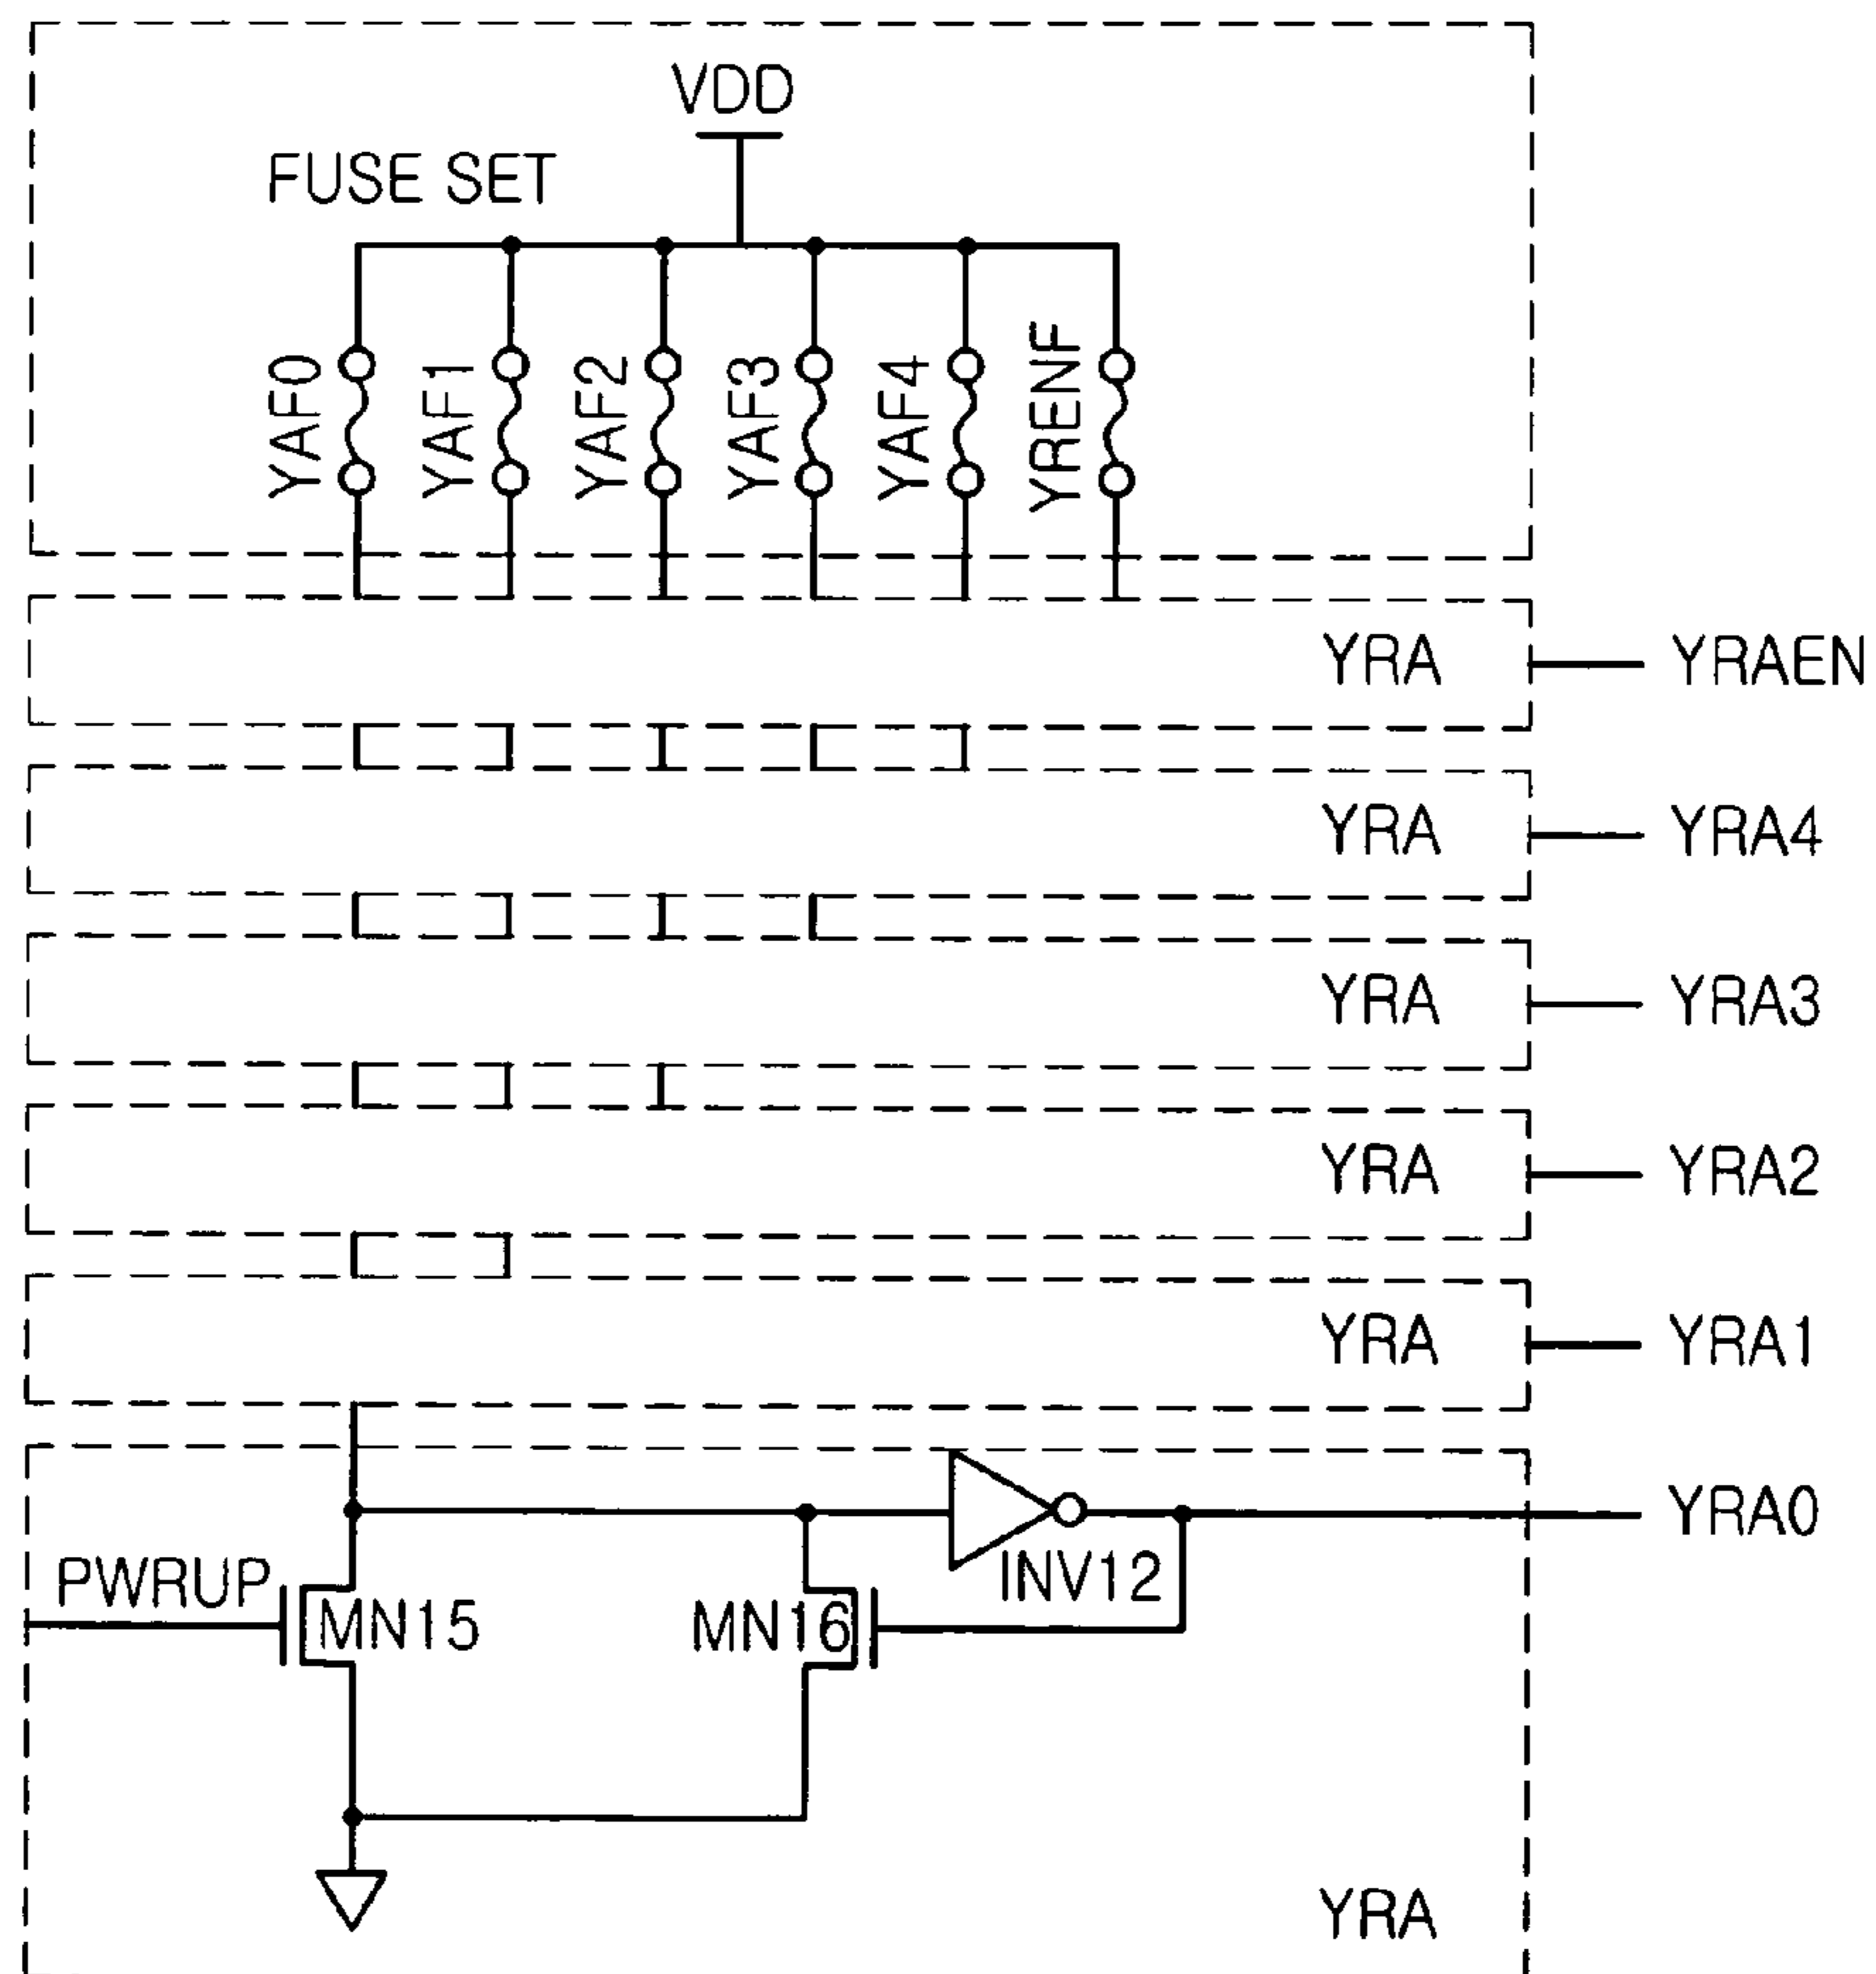 VDD
FUSE SET
YAF0
YAF1
YAF2
YAF3
YAF4
YRENF
YRA
YRAEN
YRA
YRA4
YRA
YRA3
YRA
YRA2
YRA
YRA1
YRA0
PWRUP
MN15
MN16
INV12
YRA